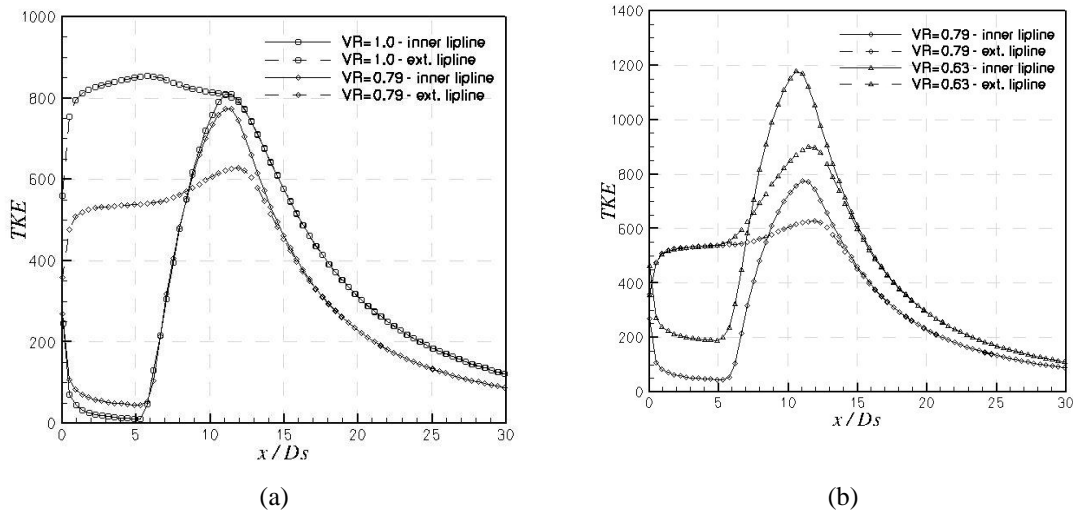 1000
800
600
400
200
0
TKE
VR=1.0 - inner lipline
VR=1.0 - ext. lipline
VR=0.79 - inner lipline
VR=0.79 - ext. lipline
0 5 10 15 20 25 30
x/Ds
(a)
1400
1200
1000
800
600
400
200
0
TKE
VR=0.79 - inner lipline
VR=0.79 - ext. lipline
VR=0.63 - inner lipline
VR=0.63 - ext. lipline
0 5 10 15 20 25 30
x/Ds
(b)